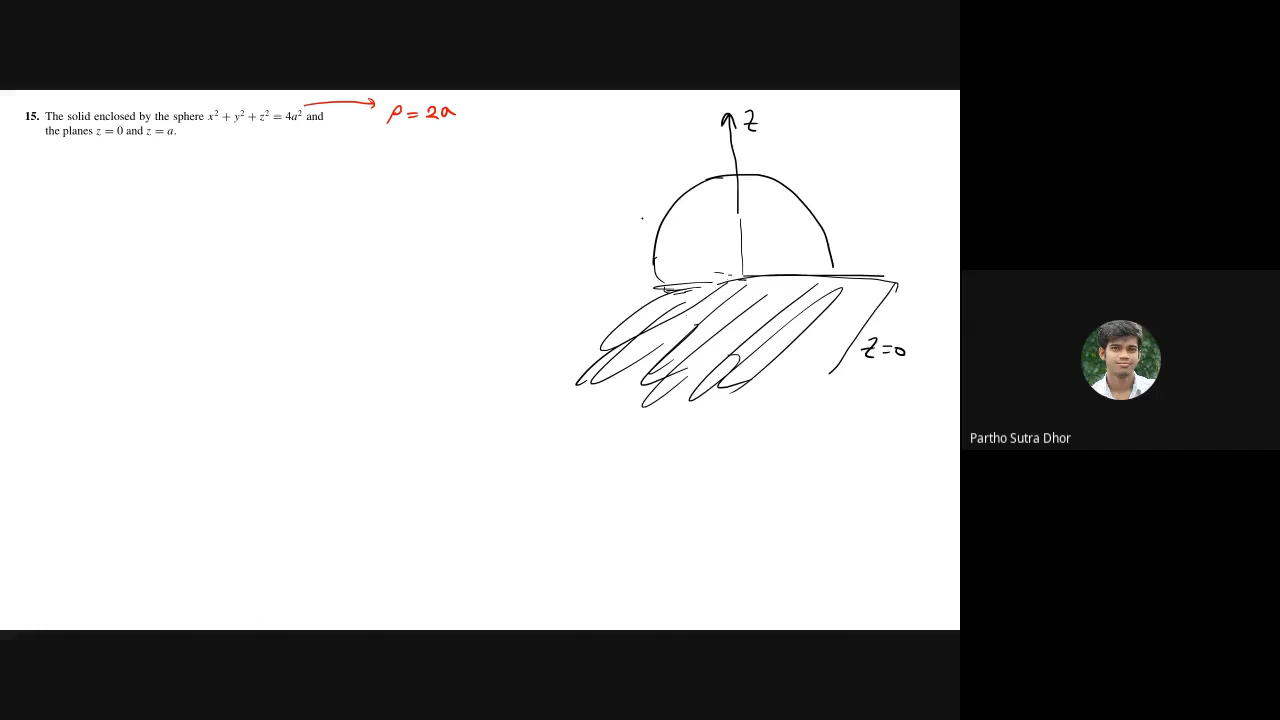 15. The solid enclosed by the sphere x² + y² + z² = 4a² and
the planes z = 0 and z = a.
ρ = 2a
z
z=0
Partho Sutra Dhor